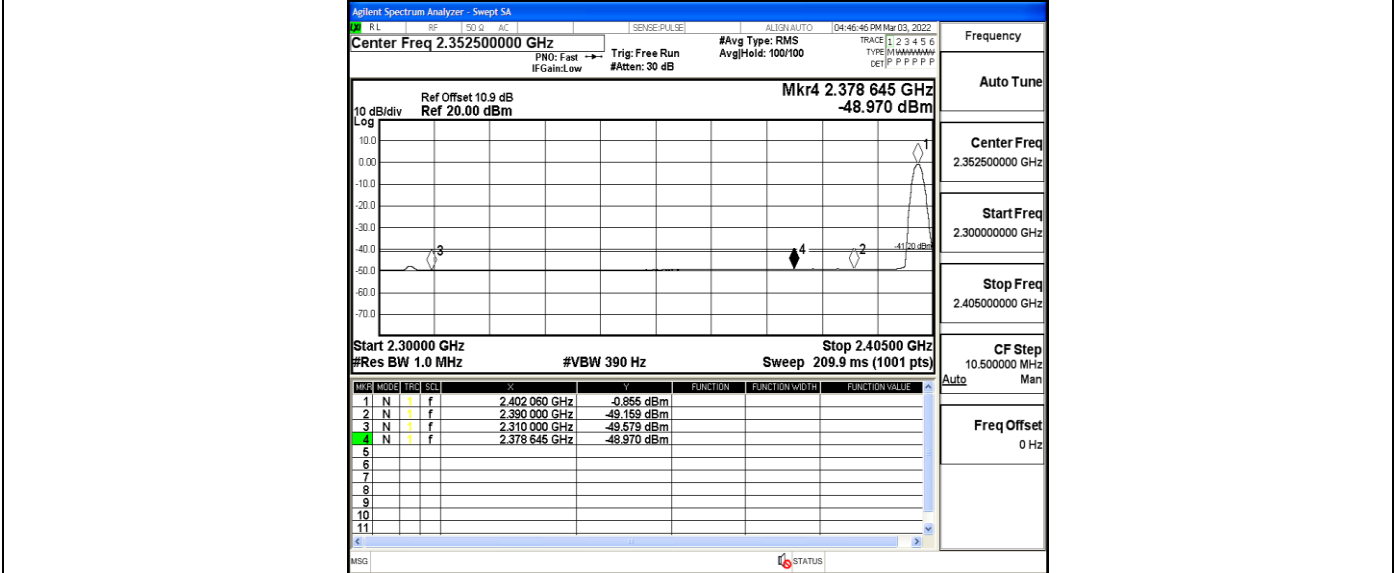 Agilent Spectrum Analyzer - Swept SA
RL RF 50 Ω AC SENSE:PULSE ALIGN AUTO 04:46:46 PM Mar 03, 2022
Center Freq 2.352500000 GHz
PNO: Fast
IFGain:Low
Trig: Free Run
#Atten: 30 dB
#Avg Type: RMS
Avg|Hold: 100/100
TRACE 1 2 3 4 5 6
TYPE M WWWWW
DET P P P P P P
Mkr4 2.378 645 GHz
-48.970 dBm
Ref Offset 10.9 dB
10 dB/div Ref 20.00 dBm
Log
10.0
0.00
-10.0
-20.0
-30.0
-40.0
-50.0
-60.0
-70.0
1
3
4
2
-41.20 dBm
Start 2.30000 GHz Stop 2.40500 GHz
#Res BW 1.0 MHz #VBW 390 Hz Sweep 209.9 ms (1001 pts)
MKR MODE TRC SCL X Y FUNCTION FUNCTION WIDTH FUNCTION VALUE
1 N 1 f 2.402 060 GHz -0.855 dBm
2 N 1 f 2.390 000 GHz -49.159 dBm
3 N 1 f 2.310 000 GHz -49.579 dBm
4 N 1 f 2.378 645 GHz -48.970 dBm
5
6
7
8
9
10
11
MSG STATUS
Frequency
Auto Tune
Center Freq
2.352500000 GHz
Start Freq
2.300000000 GHz
Stop Freq
2.405000000 GHz
CF Step
10.500000 MHz
Auto Man
Freq Offset
0 Hz